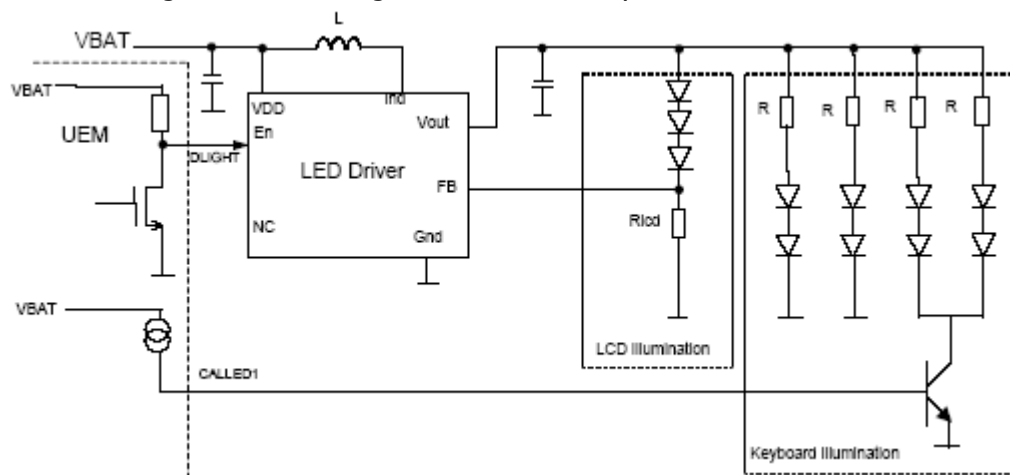 L
VBAT
VBAT
UEM
VDD
Ind
En
Vout
DLIGHT
LED Driver
FB
NC
Gnd
Rlcd
R
R
R
R
VBAT
LCD Illumination
CALLED1
Keyboard Illumination